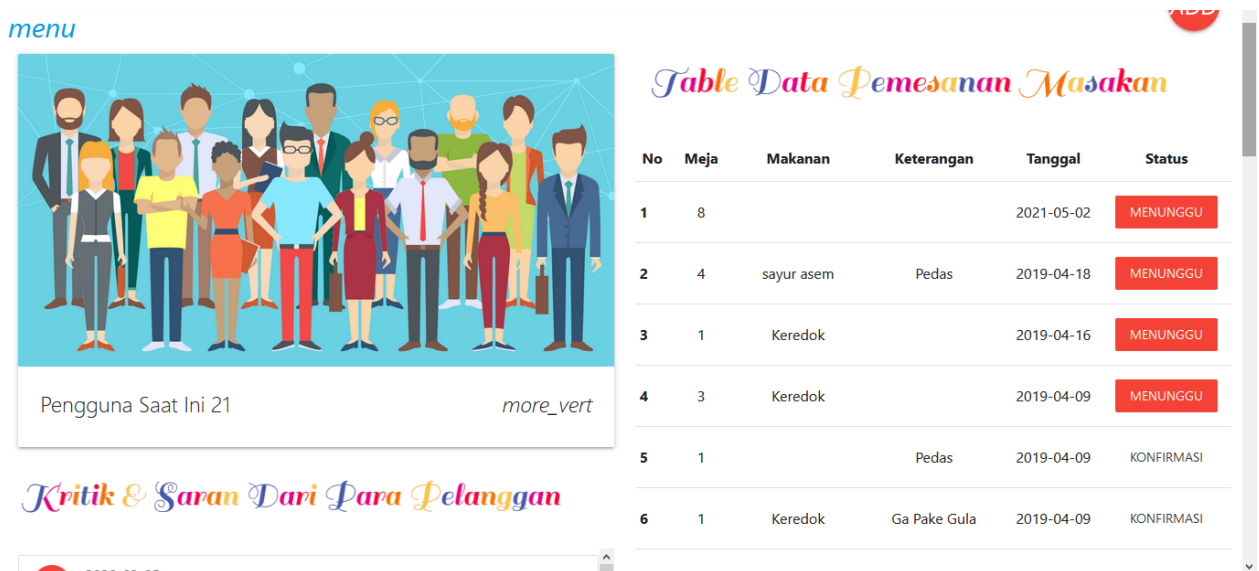 menu
ADD
Table Data Pemesanan Masakan
No Meja Makanan Keterangan Tanggal Status
1 8 2021-05-02 MENUNGGU
2 4 sayur asem Pedas 2019-04-18 MENUNGGU
3 1 Keredok 2019-04-16 MENUNGGU
4 3 Keredok 2019-04-09 MENUNGGU
5 1 Pedas 2019-04-09 KONFIRMASI
6 1 Keredok Ga Pake Gula 2019-04-09 KONFIRMASI
Pengguna Saat Ini 21 more_vert
Kritik & Saran Dari Para Pelanggan